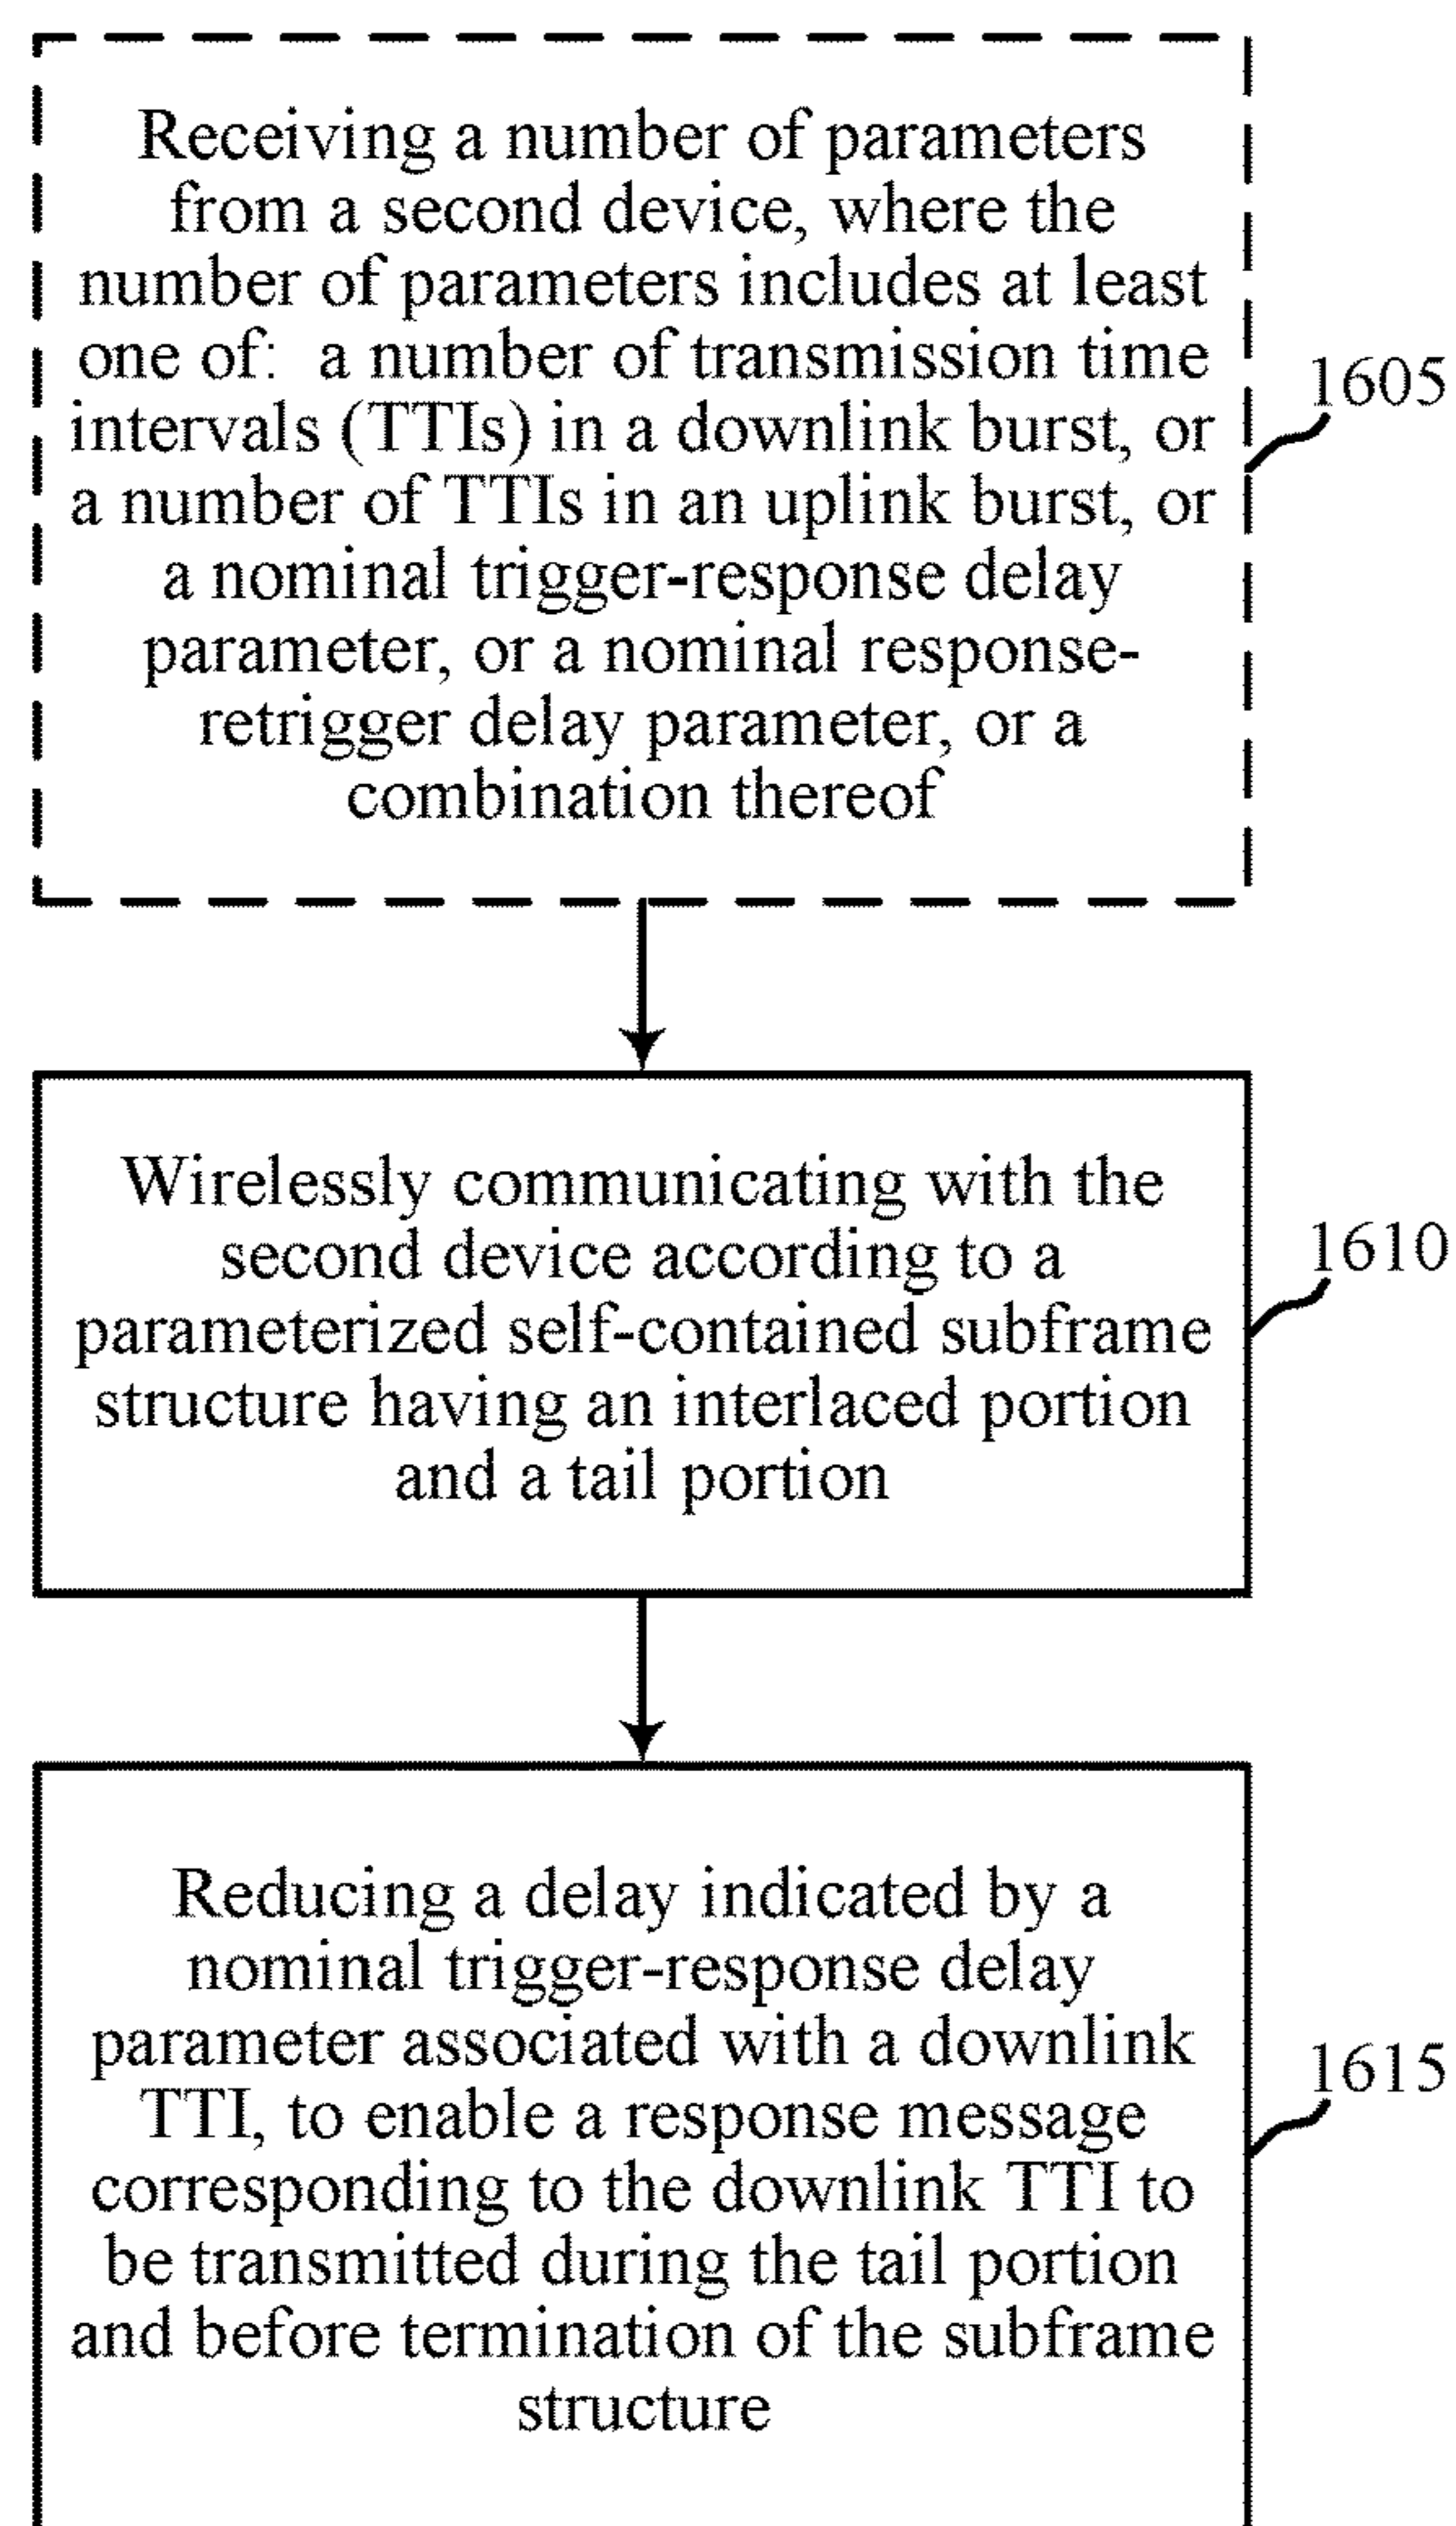 Receiving a number of parameters
from a second device, where the
number of parameters includes at least
one of: a number of transmission time
intervals (TTIs) in a downlink burst, or
a number of TTIs in an uplink burst, or
a nominal trigger-response delay
parameter, or a nominal response-
retrigger delay parameter, or a
combination thereof
1605
Wirelessly communicating with the
second device according to a
parameterized self-contained subframe
structure having an interlaced portion
and a tail portion
1610
Reducing a delay indicated by a
nominal trigger-response delay
parameter associated with a downlink
TTI, to enable a response message
corresponding to the downlink TTI to
be transmitted during the tail portion
and before termination of the subframe
structure
1615